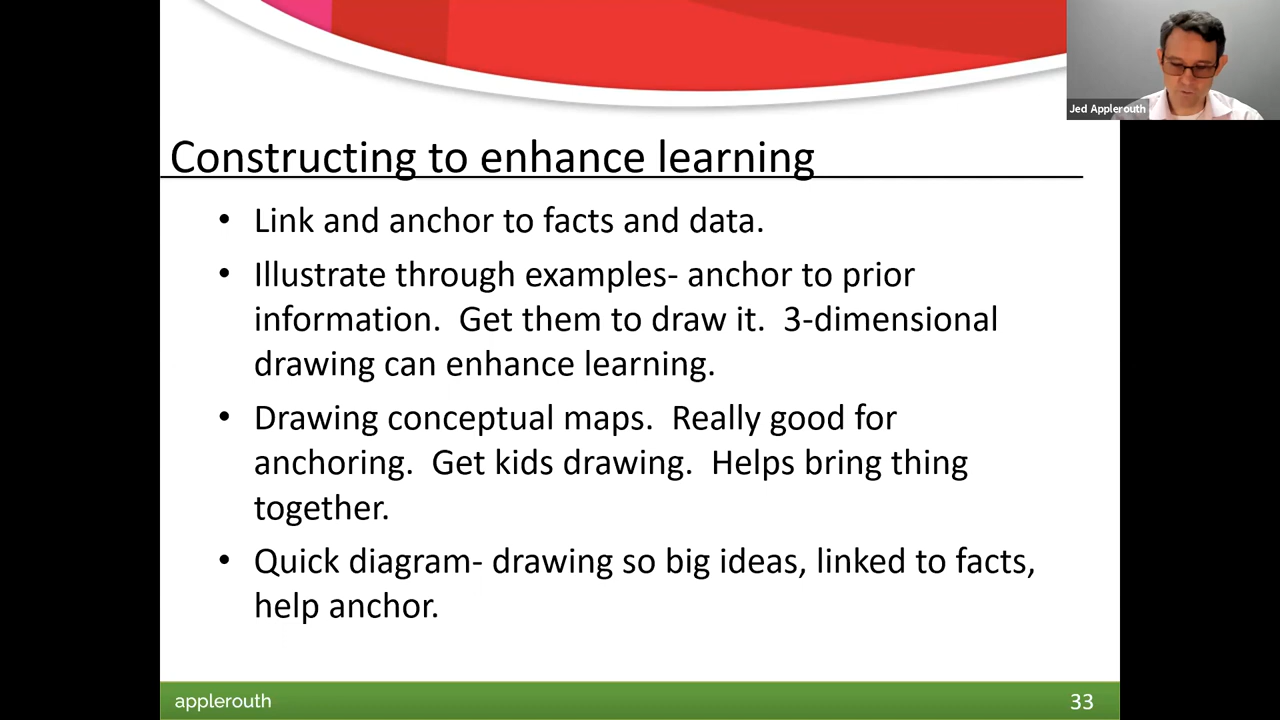 Jed Applerouth
Constructing to enhance learning
• Link and anchor to facts and data.
• Illustrate through examples- anchor to prior
information.  Get them to draw it.  3-dimensional
drawing can enhance learning.
• Drawing conceptual maps.  Really good for
anchoring.  Get kids drawing.  Helps bring thing
together.
• Quick diagram- drawing so big ideas, linked to facts,
help anchor.
applerouth
33